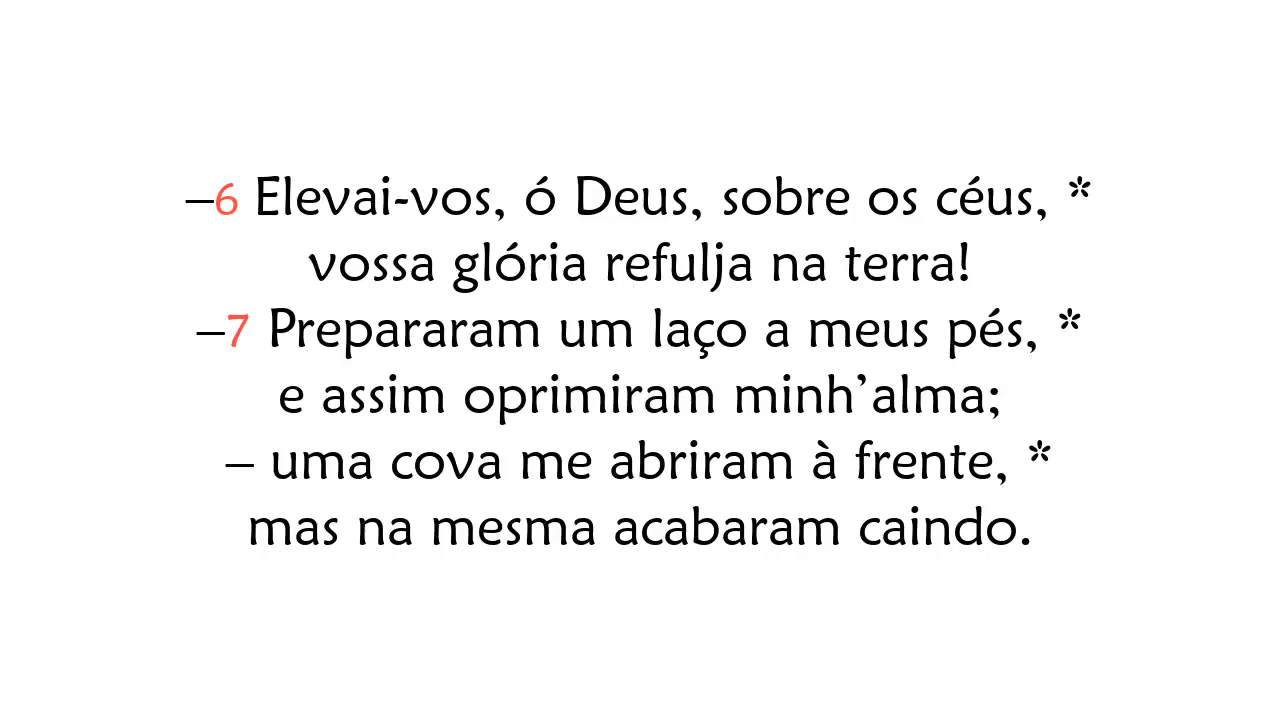 –6 Elevai-vos, ó Deus, sobre os céus, *
vossa glória refulja na terra!
–7 Prepararam um laço a meus pés, *
e assim oprimiram minh’alma;
– uma cova me abriram à frente, *
mas na mesma acabaram caindo.